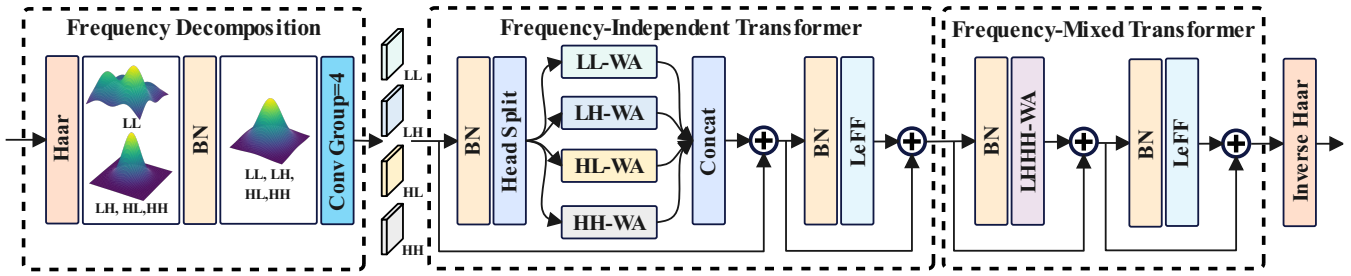 Frequency Decomposition
Haar
LL
LH, HL,HH
BN
LL, LH,
HL,HH
Conv Group=4
LL
LH
HL
HH
Frequency-Independent Transformer
BN
Head Split
LL-WA
LH-WA
HL-WA
HH-WA
Concat
BN
LeFF
Frequency-Mixed Transformer
BN
LHHH-WA
BN
LeFF
Inverse Haar